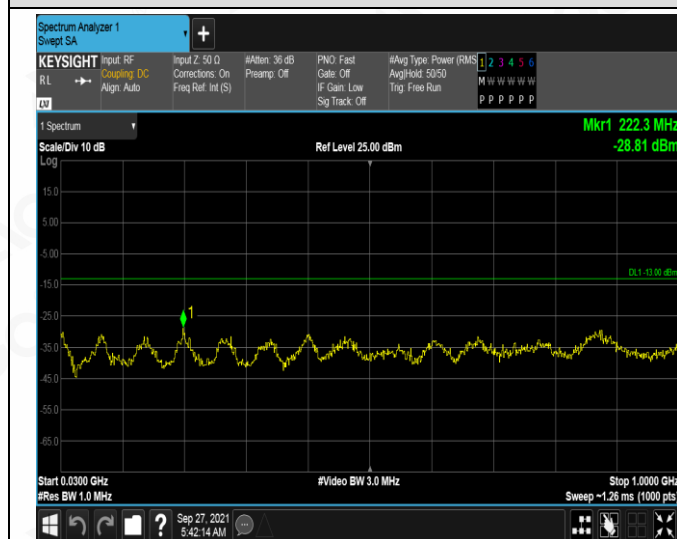 Spectrum Analyzer 1
Swept SA
+
KEYSIGHT Input: RF Input Z: 50 Ω #Atten: 36 dB PNO: Fast #Avg Type: Power (RMS 1 2 3 4 5 6
RL Coupling: DC Corrections: On Preamp: Off Gate: Off Avg|Hold: 50/50 M W W W W W
Align: Auto Freq Ref: Int (S) IF Gain: Low Trig: Free Run
LXI Sig Track: Off P P P P P P
1 Spectrum Mkr1 222.3 MHz
Scale/Div 10 dB Ref Level 25.00 dBm -28.81 dBm
Log
15.0
5.00
-5.00
DL1 -13.00 dBm
-15.0
-25.0
1
-35.0
-45.0
-55.0
-65.0
Start 0.0300 GHz #Video BW 3.0 MHz Stop 1.0000 GHz
#Res BW 1.0 MHz Sweep ~1.26 ms (1000 pts)
? Sep 27, 2021
5:42:14 AM